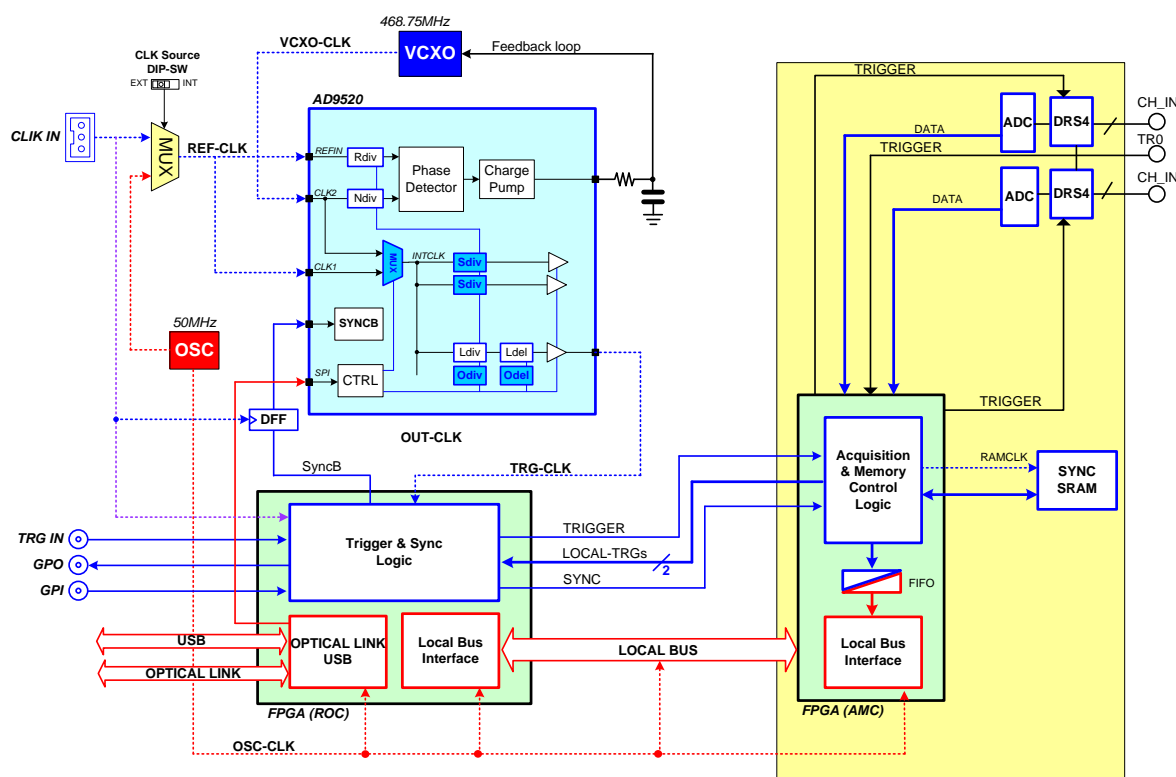 468.75MHz
VCXO-CLK
VCXO
Feedback loop
CLK Source
DIP-SW
EXT
INT
CLIK IN
MUX
REF-CLK
AD9520
REFIN
Rdiv
CLK2
Ndiv
Phase
Detector
Charge
Pump
CLK1
MUX
INTCLK
Sdiv
Sdiv
SYNCB
SPI
CTRL
Ldiv
Ldel
Odiv
Odel
50MHz
OSC
DFF
OUT-CLK
SyncB
TRG-CLK
TRG IN
GPO
GPI
Trigger & Sync
Logic
TRIGGER
LOCAL-TRGs
2
SYNC
USB
OPTICAL LINK
OPTICAL LINK
USB
Local Bus
Interface
LOCAL BUS
FPGA (ROC)
OSC-CLK
TRIGGER
CH_IN
ADC
DRS4
DATA
TRIGGER
TR0
CH_IN
ADC
DRS4
DATA
TRIGGER
Acquisition
& Memory
Control
Logic
RAMCLK
SYNC
SRAM
FIFO
Local Bus
Interface
FPGA (AMC)